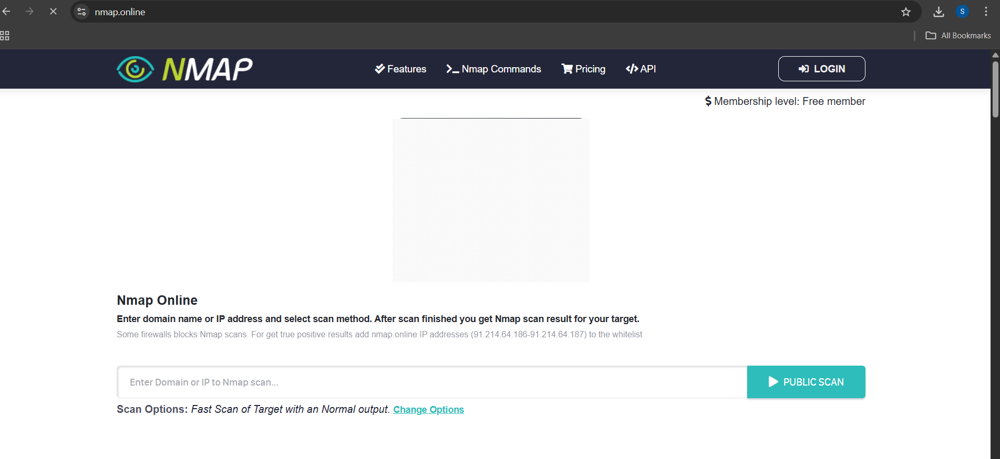 nmap.online
S
All Bookmarks
NMAP
Features
Nmap Commands
Pricing
API
LOGIN
$ Membership level: Free member
Nmap Online
Enter domain name or IP address and select scan method. After scan finished you get Nmap scan result for your target.
Some firewalls blocks Nmap scans. For get true positive results add nmap.online IP addresses (91.214.64.186-91.214.64.187) to the whitelist
Enter Domain or IP to Nmap scan...
PUBLIC SCAN
Scan Options: Fast Scan of Target with an Normal output. Change Options